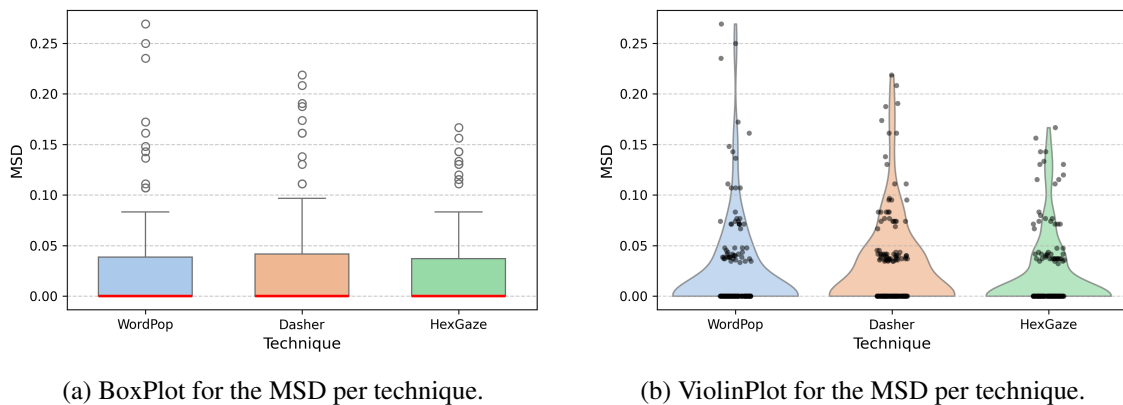 0.25
0.20
0.15
0.10
0.05
0.00
MSD
WordPop
Dasher
HexGaze
Technique
(a) BoxPlot for the MSD per technique.
0.25
0.20
0.15
0.10
0.05
0.00
MSD
WordPop
Dasher
HexGaze
Technique
(b) ViolinPlot for the MSD per technique.